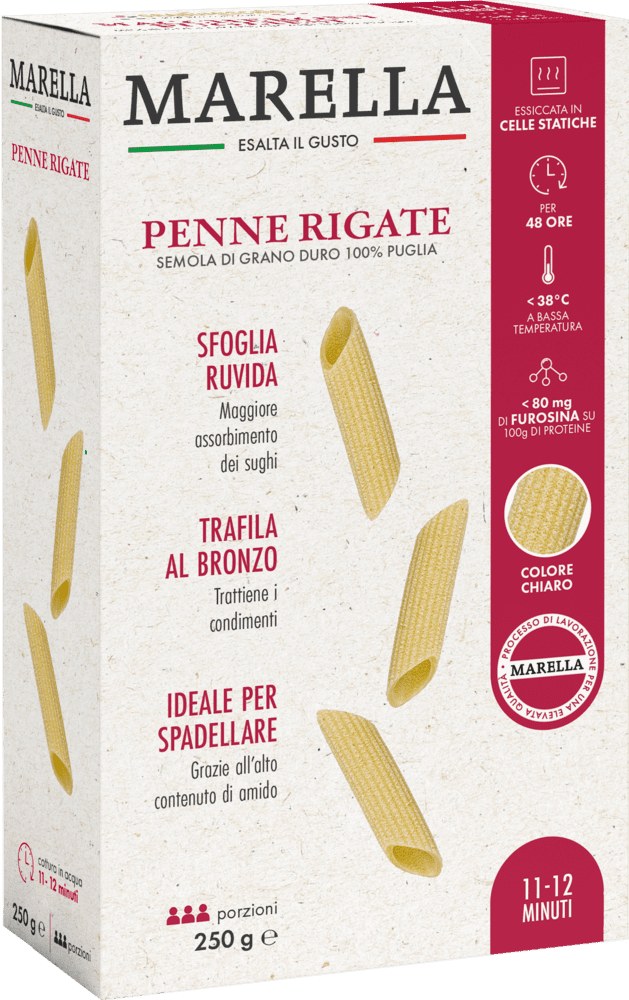 MARELLA
ESALTA IL GUSTO
PENNE RIGATE
cottura in acqua
11-12 minuti
250 g e
porzioni
MARELLA
ESALTA IL GUSTO
PENNE RIGATE
SEMOLA DI GRANO DURO 100% PUGLIA
SFOGLIA
RUVIDA
Maggiore
assorbimento
dei sughi
TRAFILA
AL BRONZO
Trattiene i
condimenti
IDEALE PER
SPADELLARE
Grazie all'alto
contenuto di amido
porzioni
250 g e
ESSICCATA IN
CELLE STATICHE
PER
48 ORE
< 38°C
A BASSA
TEMPERATURA
< 80 mg
DI FUROSINA SU
100g DI PROTEINE
COLORE
CHIARO
PROCESSO DI LAVORAZIONE PER UNA ELEVATA QUALITÀ
MARELLA
11-12
MINUTI